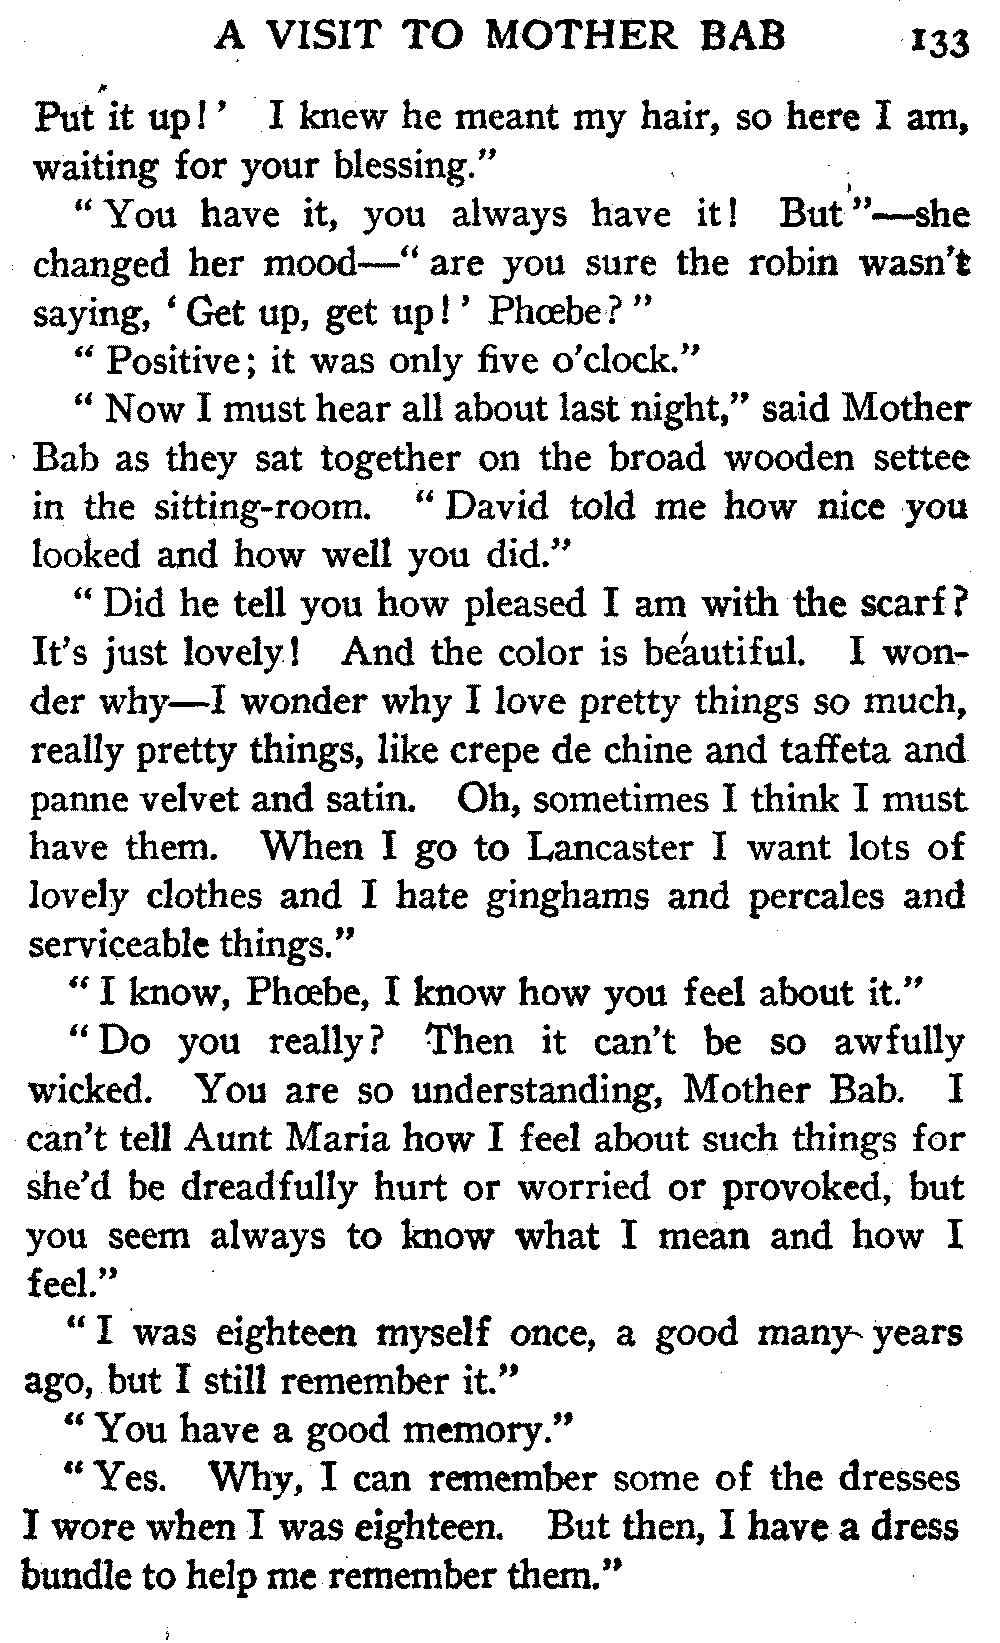 A VISIT TO MOTHER BAB 133
Put it up!' I knew he meant my hair, so here I am,
waiting for your blessing."
"You have it, you always have it! But"—she
changed her mood—"are you sure the robin wasn't
saying, 'Get up, get up!' Phœbe?"
"Positive; it was only five o'clock."
"Now I must hear all about last night," said Mother
Bab as they sat together on the broad wooden settee
in the sitting-room. "David told me how nice you
looked and how well you did."
"Did he tell you how pleased I am with the scarf?
It's just lovely! And the color is beautiful. I won-
der why—I wonder why I love pretty things so much,
really pretty things, like crepe de chine and taffeta and
panne velvet and satin. Oh, sometimes I think I must
have them. When I go to Lancaster I want lots of
lovely clothes and I hate ginghams and percales and
serviceable things."
"I know, Phœbe, I know how you feel about it."
"Do you really? Then it can't be so awfully
wicked. You are so understanding, Mother Bab. I
can't tell Aunt Maria how I feel about such things for
she'd be dreadfully hurt or worried or provoked, but
you seem always to know what I mean and how I
feel."
"I was eighteen myself once, a good many years
ago, but I still remember it."
"You have a good memory."
"Yes. Why, I can remember some of the dresses
I wore when I was eighteen. But then, I have a dress
bundle to help me remember them."